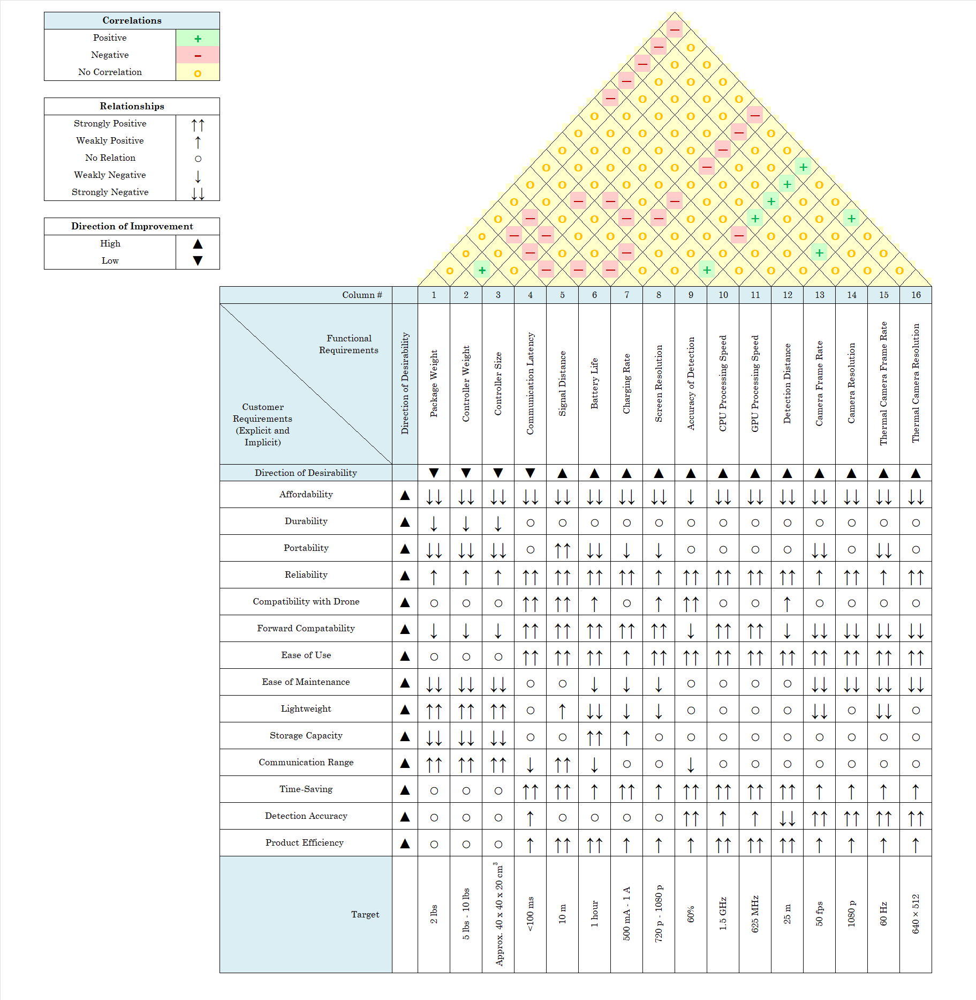 Correlations
Positive +
Negative −
No Correlation o
Relationships
Strongly Positive ↑↑
Weakly Positive ↑
No Relation ○
Weakly Negative ↓
Strongly Negative ↓↓
Direction of Improvement
High ▲
Low ▼
−
− o
− o o
− o o o
− o o o o
o o o o o −
o o o o o − o
o o o o o − o o
o o o o o − o o +
o o o o o o o o + o
o o − − o − o o + o o
o − o o − − o o + o o +
o − − o o o o o − o o o o
o o − o o − o o o o o + o o
o + o − − − o o + o o o o o o
Column # 1 2 3 4 5 6 7 8 9 10 11 12 13 14 15 16
Functional
Requirements
Customer
Requirements
(Explicit and
Implicit)
Direction of Desirability
Package Weight
Controller Weight
Controller Size
Communication Latency
Signal Distance
Battery Life
Charging Rate
Screen Resolution
Accuracy of Detection
CPU Processing Speed
GPU Processing Speed
Detection Distance
Camera Frame Rate
Camera Resolution
Thermal Camera Frame Rate
Thermal Camera Resolution
Direction of Desirability ▼ ▼ ▼ ▼ ▲ ▲ ▲ ▲ ▲ ▲ ▲ ▲ ▲ ▲ ▲ ▲
Affordability ▲ ↓↓ ↓↓ ↓↓ ↓↓ ↓↓ ↓↓ ↓↓ ↓↓ ↓ ↓↓ ↓↓ ↓↓ ↓↓ ↓↓ ↓↓ ↓↓
Durability ▲ ↓ ↓ ↓ ○ ○ ○ ○ ○ ○ ○ ○ ○ ○ ○ ○ ○
Portability ▲ ↓↓ ↓↓ ↓↓ ○ ↑↑ ↓↓ ↓ ↓ ○ ○ ○ ○ ↓↓ ○ ↓↓ ○
Reliability ▲ ↑ ↑ ↑ ↑↑ ↑↑ ↑↑ ↑↑ ↑ ↑↑ ↑↑ ↑↑ ↑↑ ↑ ↑↑ ↑ ↑↑
Compatibility with Drone ▲ ○ ○ ○ ↑↑ ↑↑ ↑ ○ ↑ ↑↑ ○ ○ ↑ ○ ○ ○ ○
Forward Compatability ▲ ↓ ↓ ↓ ↑↑ ↑↑ ↑↑ ↑↑ ↑↑ ↓ ↑↑ ↑↑ ↓ ↓↓ ↓↓ ↓↓ ↓↓
Ease of Use ▲ ○ ○ ○ ↑↑ ↑↑ ↑↑ ↑ ↑↑ ↑↑ ↑↑ ↑↑ ↑↑ ↑↑ ↑↑ ↑↑ ↑↑
Ease of Maintenance ▲ ↓↓ ↓↓ ↓↓ ○ ○ ↓ ↓ ↓ ○ ○ ○ ○ ↓↓ ↓↓ ↓↓ ↓↓
Lightweight ▲ ↑↑ ↑↑ ↑↑ ○ ↑ ↓↓ ↓ ↓ ○ ○ ○ ○ ↓↓ ○ ↓↓ ○
Storage Capacity ▲ ↓↓ ↓↓ ↓↓ ○ ○ ↑↑ ↑ ○ ○ ○ ○ ○ ○ ○ ○ ○
Communication Range ▲ ↑↑ ↑↑ ↑↑ ↓ ↑↑ ↓ ○ ○ ↓ ○ ○ ○ ○ ○ ○ ○
Time-Saving ▲ ○ ○ ○ ↑↑ ↑↑ ↑ ↑↑ ↑ ↑↑ ↑↑ ↑↑ ↑↑ ↑ ↑ ↑ ↑
Detection Accuracy ▲ ○ ○ ○ ↑ ○ ○ ○ ○ ↑↑ ↑ ↑ ↓↓ ↑↑ ↑↑ ↑↑ ↑↑
Product Efficiency ▲ ○ ○ ○ ↑ ↑↑ ↑↑ ↑ ↑ ↑ ↑↑ ↑↑ ↑↑ ↑ ↑ ↑ ↑
Target
2 lbs
5 lbs - 10 lbs
Approx. 40 x 40 x 20 cm³
<100 ms
10 m
1 hour
500 mA - 1 A
720 p - 1080 p
60%
1.5 GHz
625 MHz
25 m
50 fps
1080 p
60 Hz
640 × 512